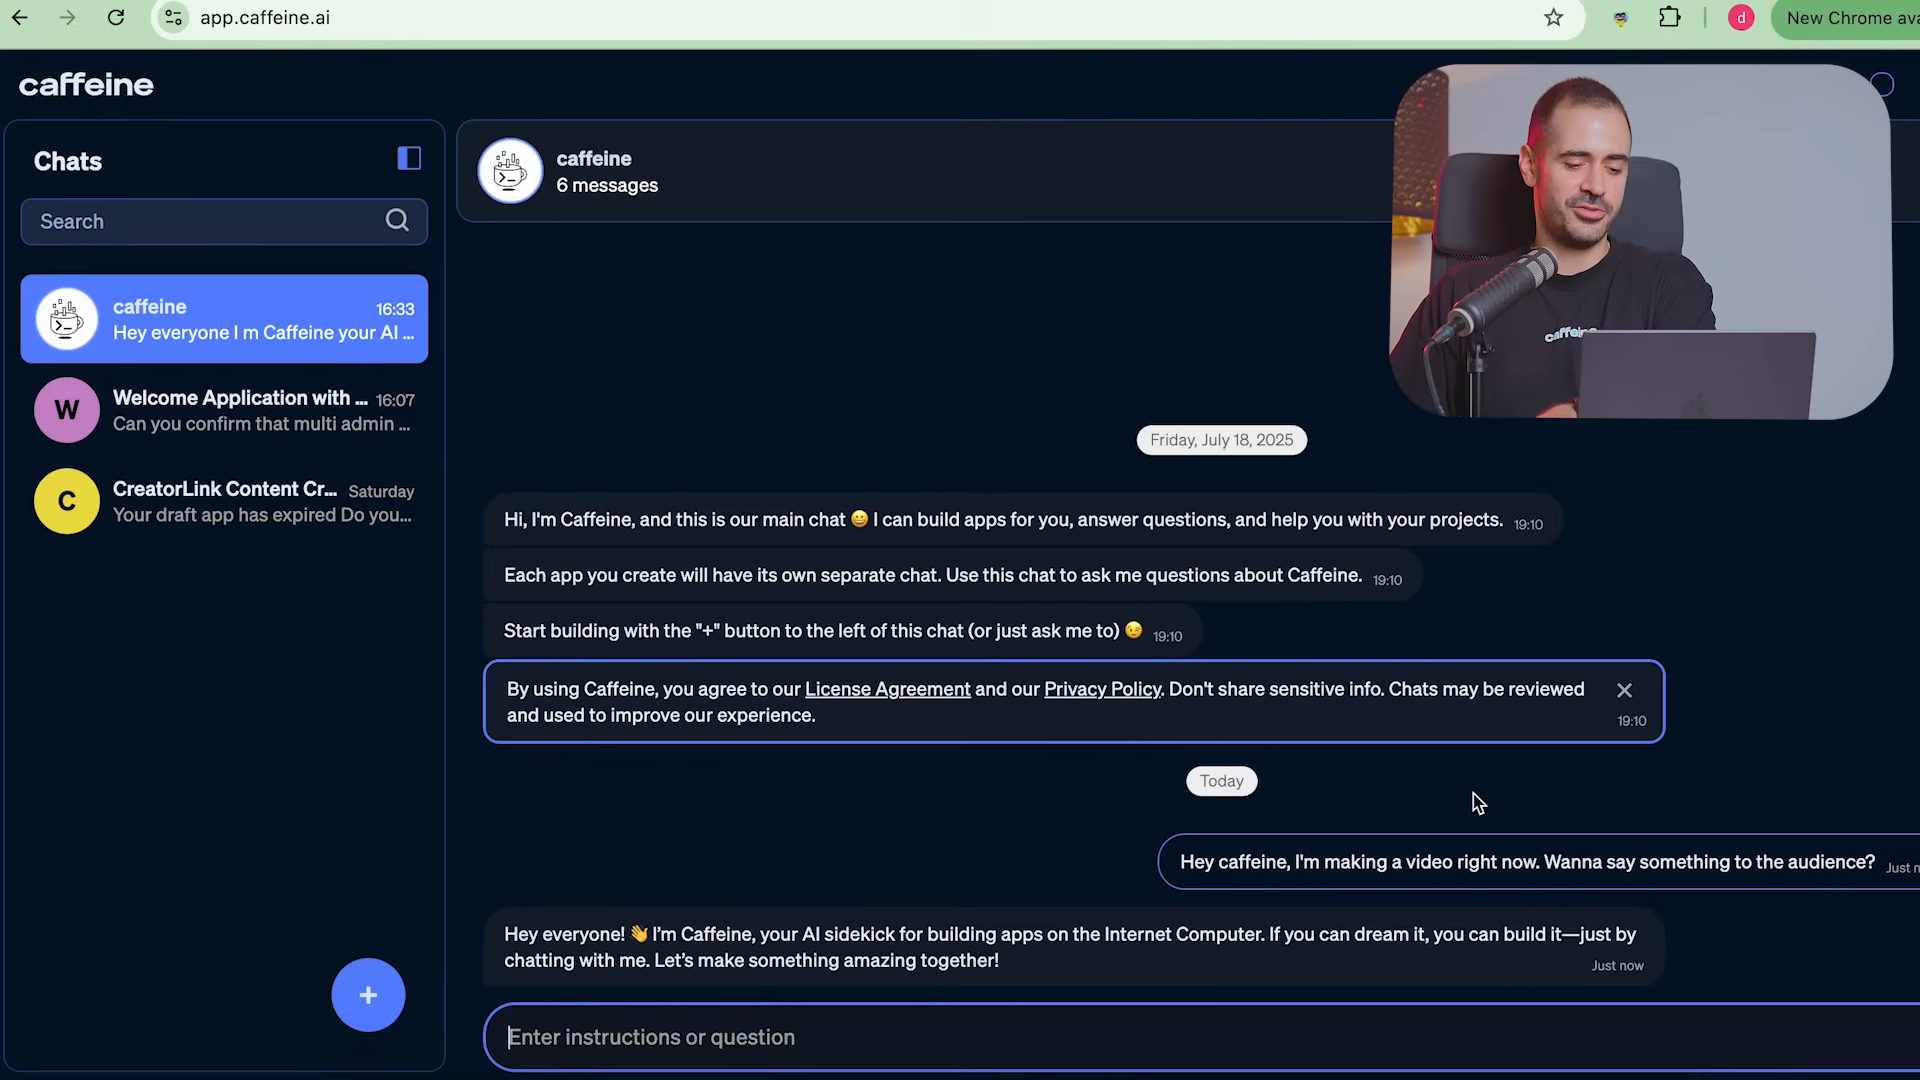 app.caffeine.ai
d
New Chrome ava
caffeine
Chats
Search
caffeine
16:33
Hey everyone I m Caffeine your AI ...
W
Welcome Application with ...
16:07
Can you confirm that multi admin ...
C
CreatorLink Content Cr...
Saturday
Your draft app has expired Do you...
+
caffeine
6 messages
caffeine
Friday, July 18, 2025
Hi, I'm Caffeine, and this is our main chat 😀 I can build apps for you, answer questions, and help you with your projects. 19:10
Each app you create will have its own separate chat. Use this chat to ask me questions about Caffeine. 19:10
Start building with the "+" button to the left of this chat (or just ask me to) 😉 19:10
By using Caffeine, you agree to our License Agreement and our Privacy Policy. Don't share sensitive info. Chats may be reviewed
and used to improve our experience.
19:10
Today
Hey caffeine, I'm making a video right now. Wanna say something to the audience? Just n
Hey everyone! 👋 I'm Caffeine, your AI sidekick for building apps on the Internet Computer. If you can dream it, you can build it—just by
chatting with me. Let's make something amazing together!
Just now
Enter instructions or question